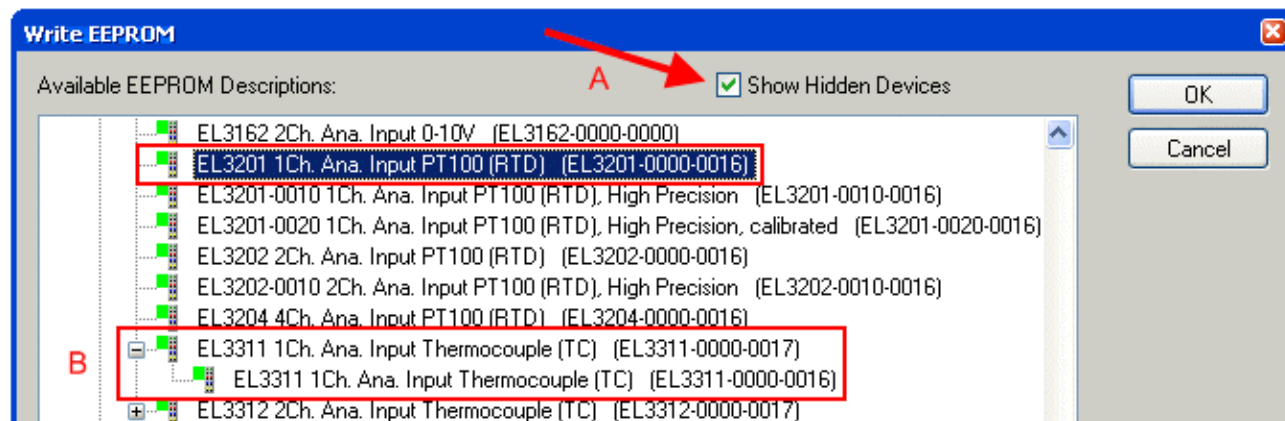 Write EEPROM
Available EEPROM Descriptions:
A
Show Hidden Devices
OK
Cancel
EL3162 2Ch. Ana. Input 0-10V (EL3162-0000-0000)
EL3201 1Ch. Ana. Input PT100 (RTD) (EL3201-0000-0016)
EL3201-0010 1Ch. Ana. Input PT100 (RTD), High Precision (EL3201-0010-0016)
EL3201-0020 1Ch. Ana. Input PT100 (RTD), High Precision, calibrated (EL3201-0020-0016)
EL3202 2Ch. Ana. Input PT100 (RTD) (EL3202-0000-0016)
EL3202-0010 2Ch. Ana. Input PT100 (RTD), High Precision (EL3202-0010-0016)
EL3204 4Ch. Ana. Input PT100 (RTD) (EL3204-0000-0016)
B
EL3311 1Ch. Ana. Input Thermocouple (TC) (EL3311-0000-0017)
EL3311 1Ch. Ana. Input Thermocouple (TC) (EL3311-0000-0016)
EL3312 2Ch. Ana. Input Thermocouple (TC) (EL3312-0000-0017)